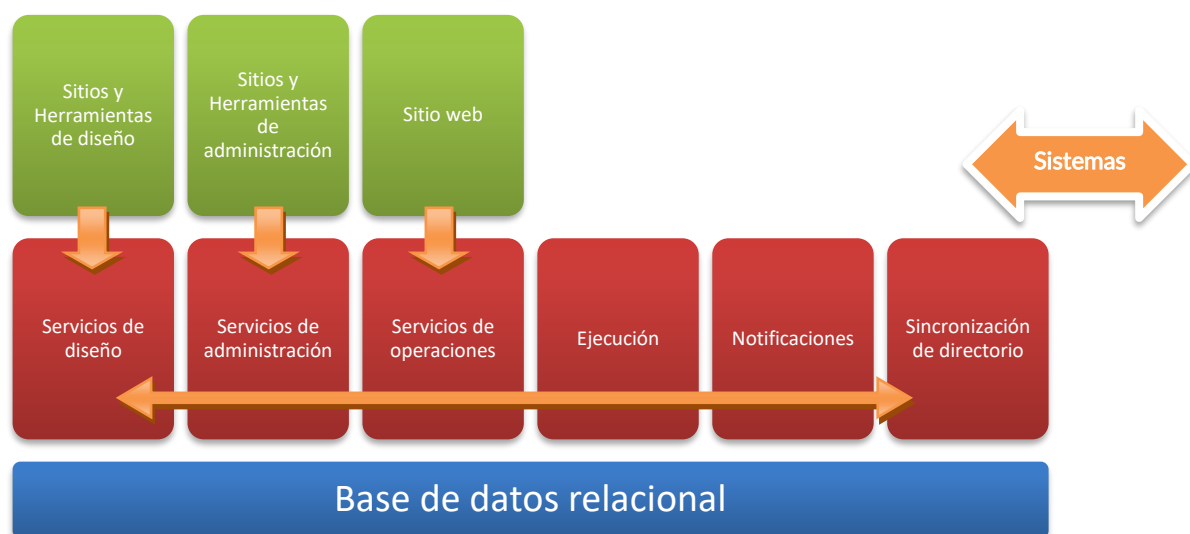 Sitios y
Herramientas
de diseño
Sitios y
Herramientas
de
administración
Sitio web
Sistemas
Servicios de
diseño
Servicios de
administración
Servicios de
operaciones
Ejecución
Notificaciones
Sincronización
de directorio
Base de datos relacional